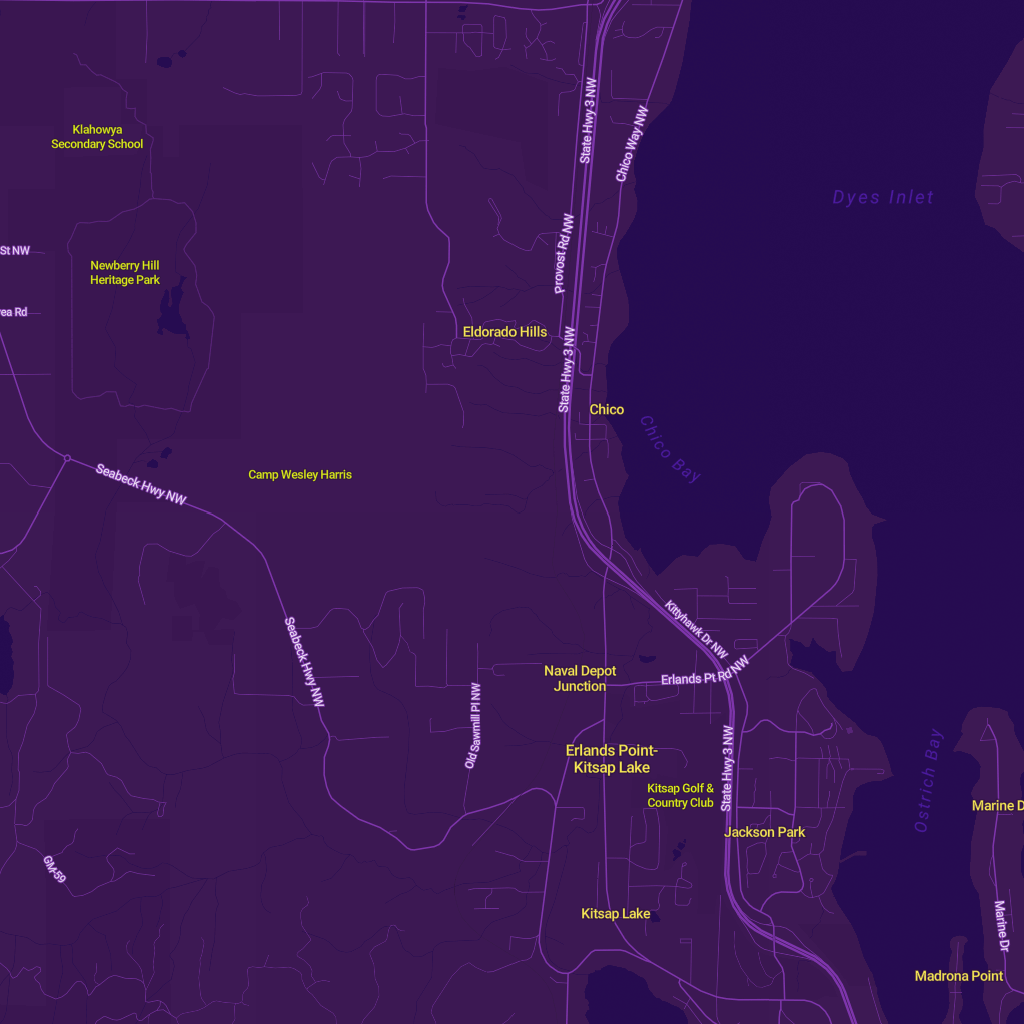 State Hwy 3 NW
Chico Way NW
Klahowya
Secondary School
Dyes Inlet
St NW
Provost Rd NW
Newberry Hill
Heritage Park
ea Rd
Eldorado Hills
State Hwy 3 NW
Chico
Chico Bay
Seabeck Hwy NW
Camp Wesley Harris
Kittyhawk Dr NW
Seabeck Hwy NW
Naval Depot
Junction
Erlands Pt Rd NW
Old Sawmill Pl NW
State Hwy 3 NW
Erlands Point-
Kitsap Lake
Ostrich Bay
Kitsap Golf &
Country Club
Marine D
Jackson Park
GM-59
Kitsap Lake
Marine Dr
Madrona Point